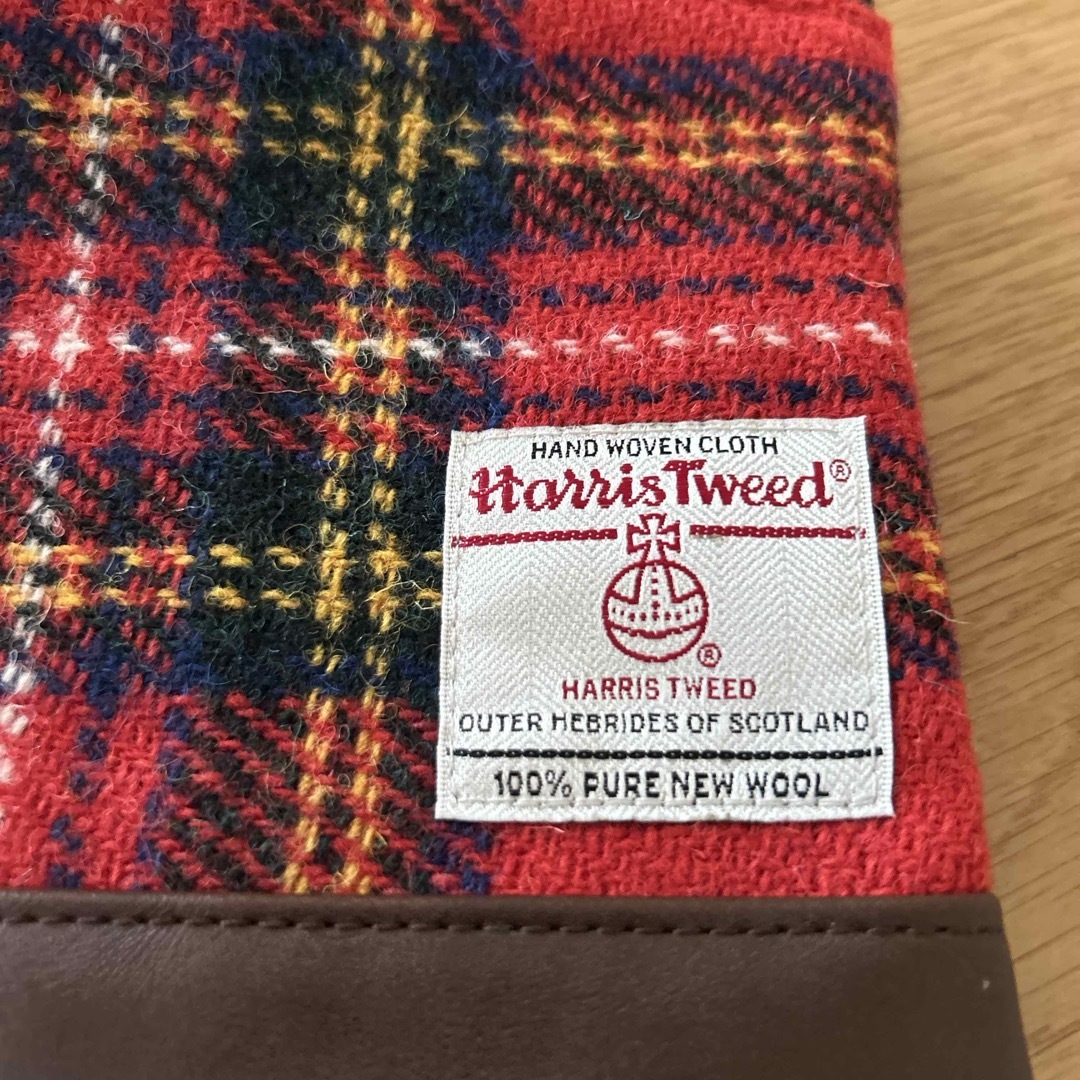 HAND WOVEN CLOTH
Harris Tweed®
®
HARRIS TWEED
OUTER HEBRIDES OF SCOTLAND
100% PURE NEW WOOL